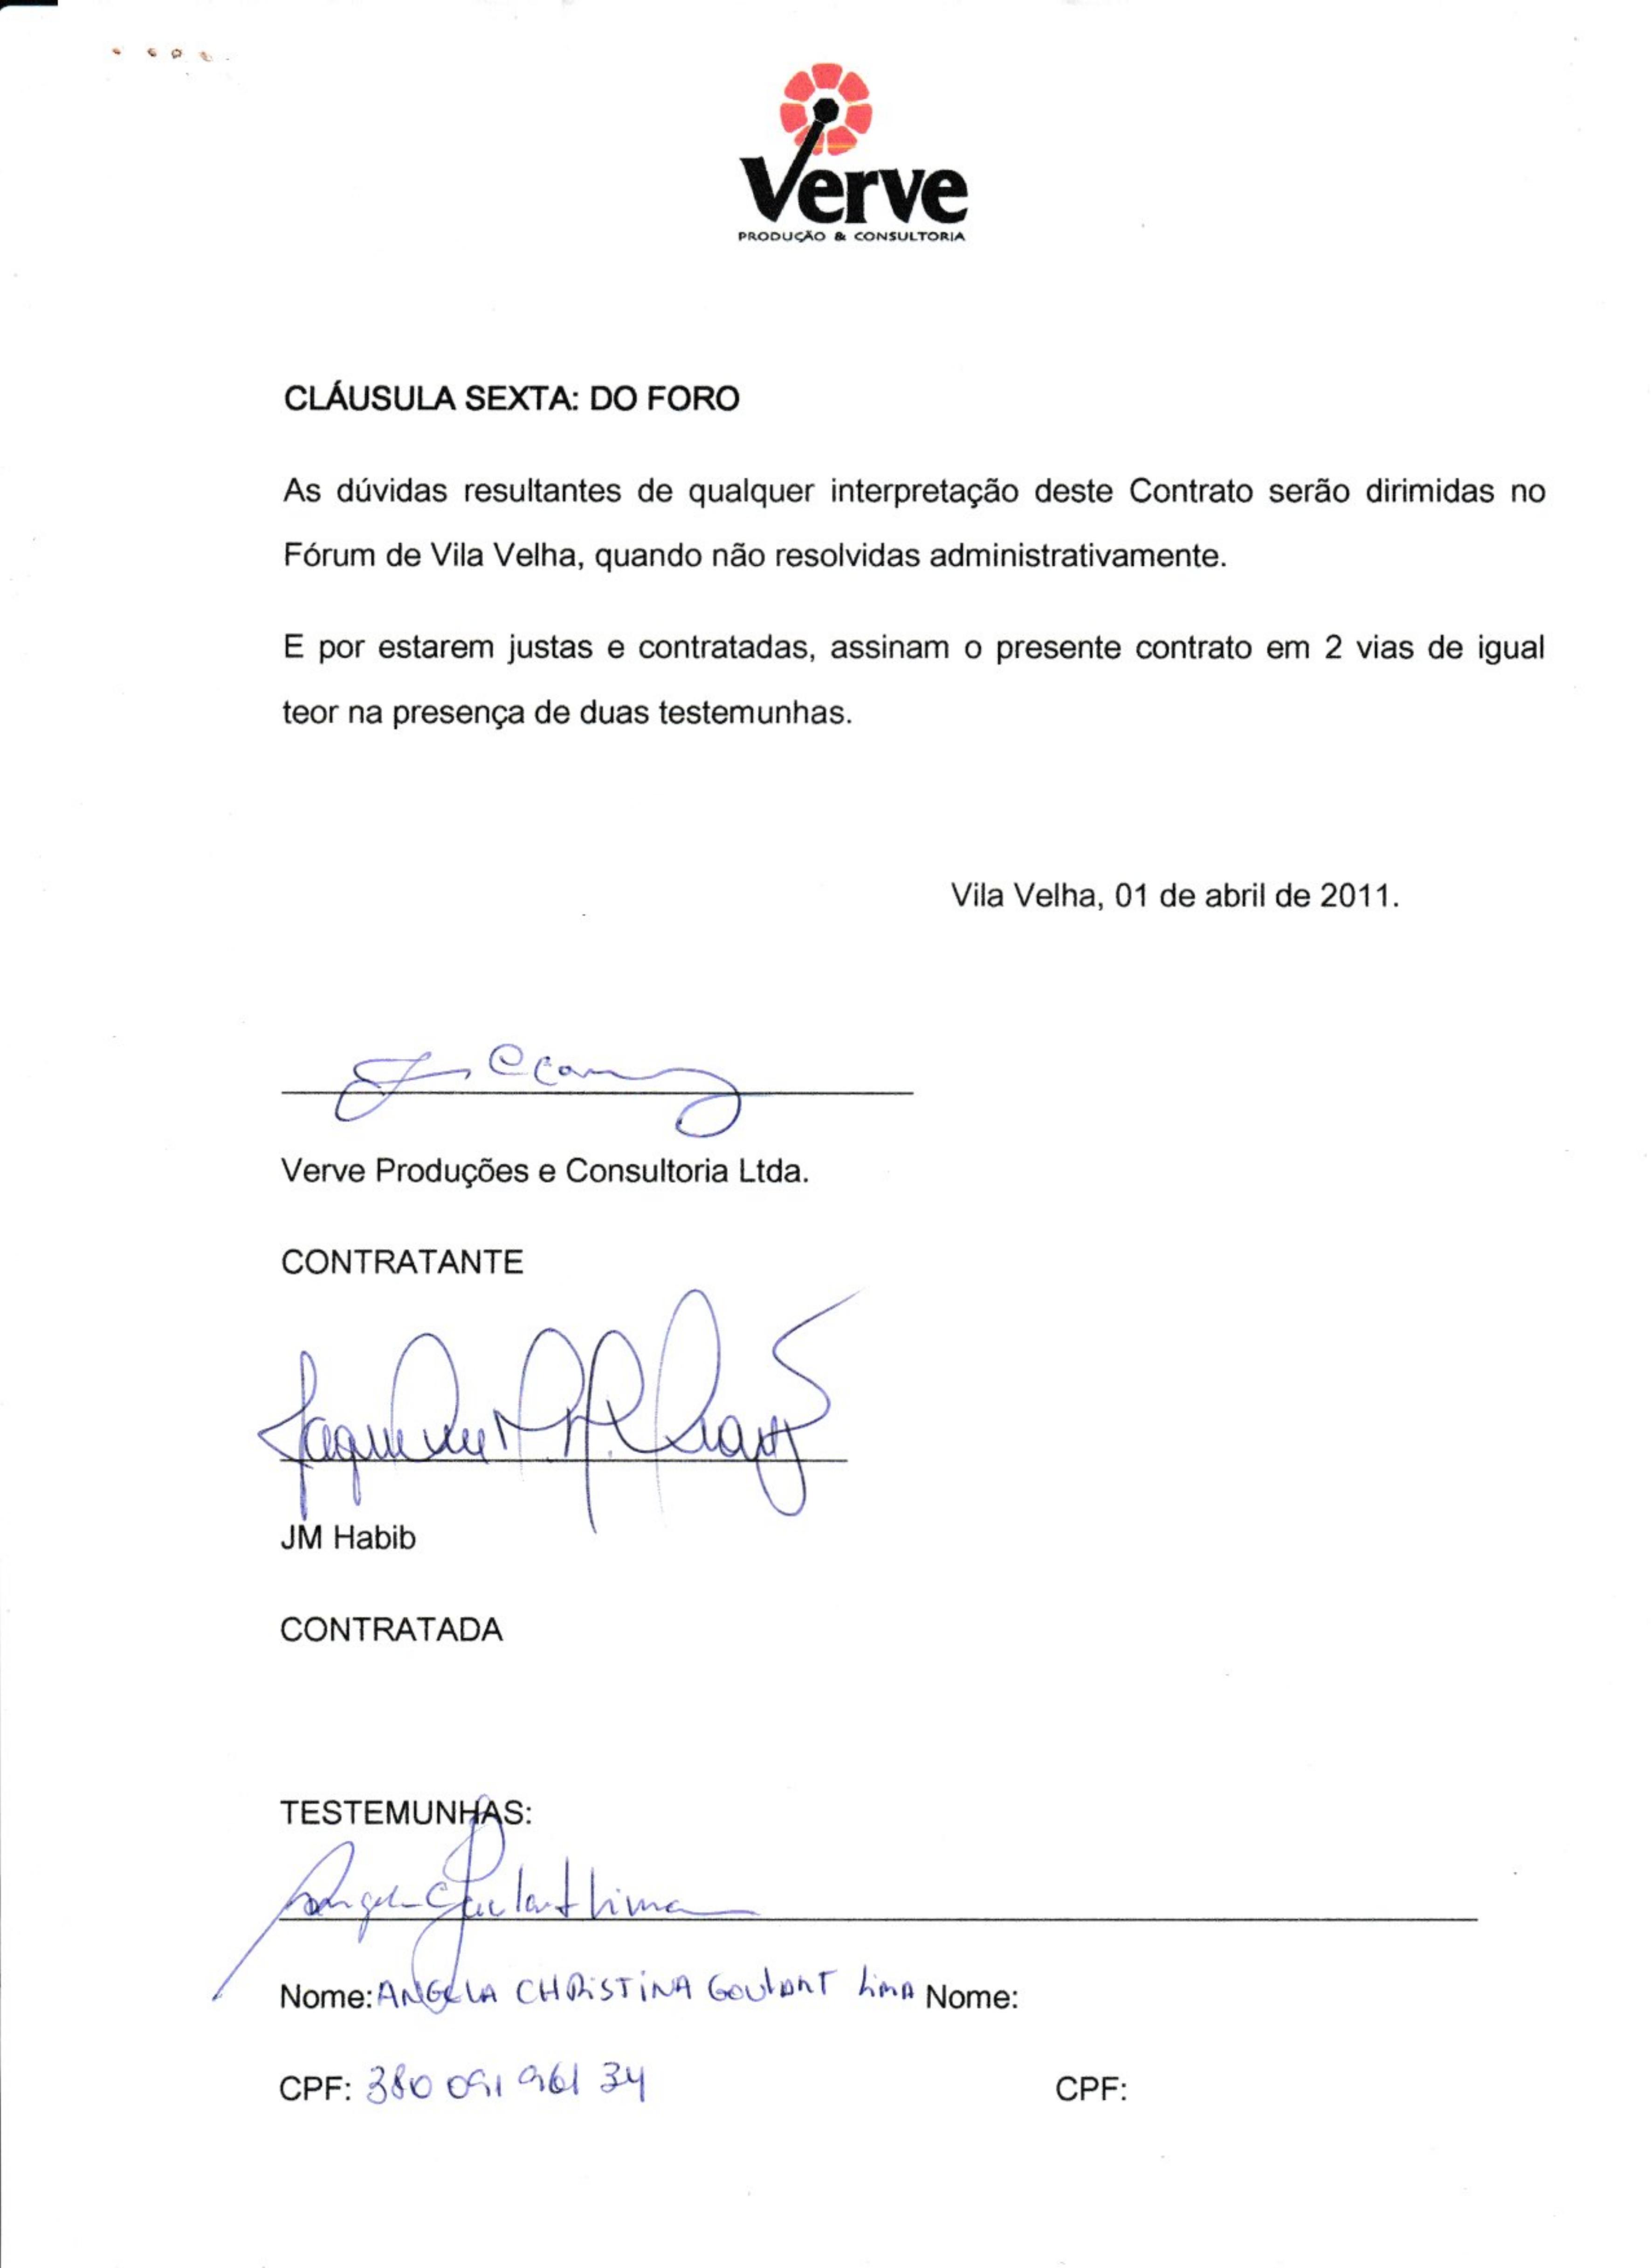 Verve
PRODUÇÃO & CONSULTORIA
CLÁUSULA SEXTA: DO FORO
As dúvidas resultantes de qualquer interpretação deste Contrato serão dirimidas no
Fórum de Vila Velha, quando não resolvidas administrativamente.
E por estarem justas e contratadas, assinam o presente contrato em 2 vias de igual
teor na presença de duas testemunhas.
Vila Velha, 01 de abril de 2011.
Verve Produções e Consultoria Ltda.
CONTRATANTE
JM Habib
CONTRATADA
TESTEMUNHAS:
Angela C Goulart Lima
Nome: ANGELA CHRISTINA GOULART LIMA Nome:
CPF: 380 091 961 34 CPF: